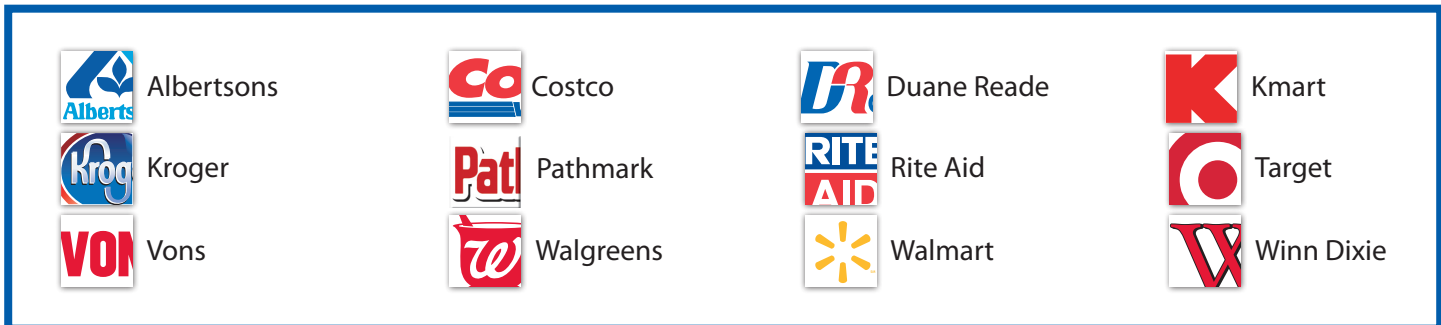 Alberts Albertsons
Co Costco
DR Duane Reade
K Kmart
Krog Kroger
Pat Pathmark
RITE AID Rite Aid
Target
VON Vons
W Walgreens
Walmart
W Winn Dixie